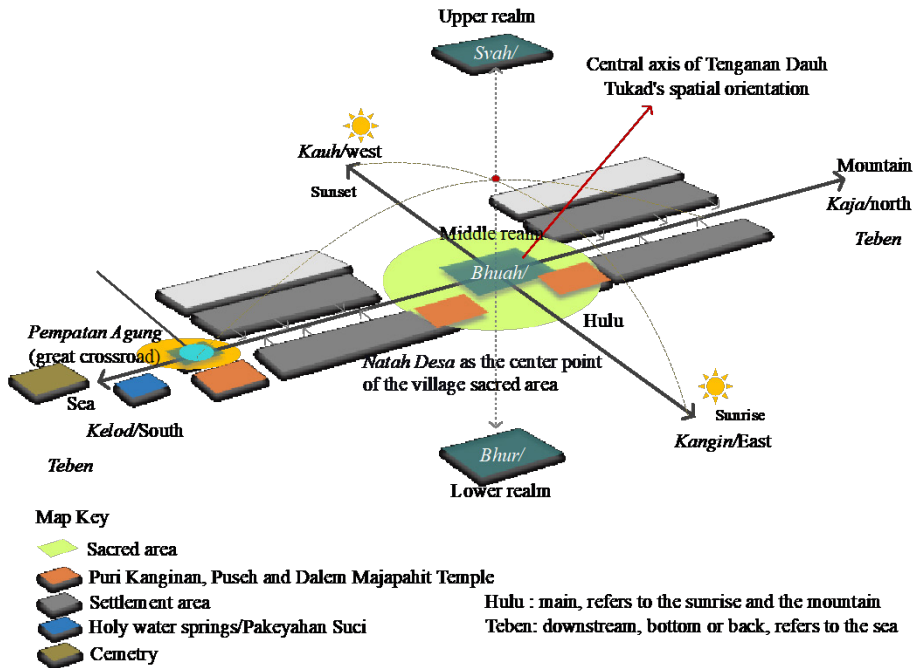 Upper realm
Svah/
Central axis of Tenganan Dauh
Tukad's spatial orientation
Kauh/west
Sunset
Mountain
Kaja/north
Teben
Middle realm
Bhuah/
Hulu
Pempatan Agung
(great crossroad)
Natah Desa as the center point
of the village sacred area
Sea
Kelod/South
Teben
Sunrise
Kangin/East
Bhur/
Lower realm
Map Key
Sacred area
Puri Kanginan, Puseh and Dalem Majapahit Temple
Settlement area
Holy water springs/Pakeyahan Suci
Cemetry
Hulu : main, refers to the sunrise and the mountain
Teben: downstream, bottom or back, refers to the sea